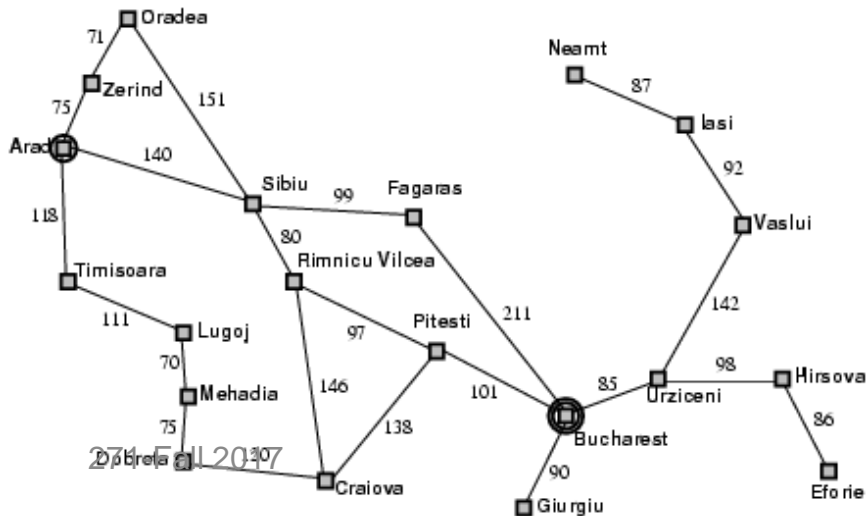 Oradea
71
Neamt
Zerind
87
75
151
Iasi
Arad
140
92
Sibiu
99
Fagaras
118
80
Vaslui
Timisoara
Rimnicu Vilcea
111
97
Pitesti
211
142
Lugoj
70
98
146
85
Hirsova
Mehadia
101
Urziceni
75
138
86
Bucharest
271-Fall 2017
Dobreta
120
90
Craiova
Eforie
Giurgiu